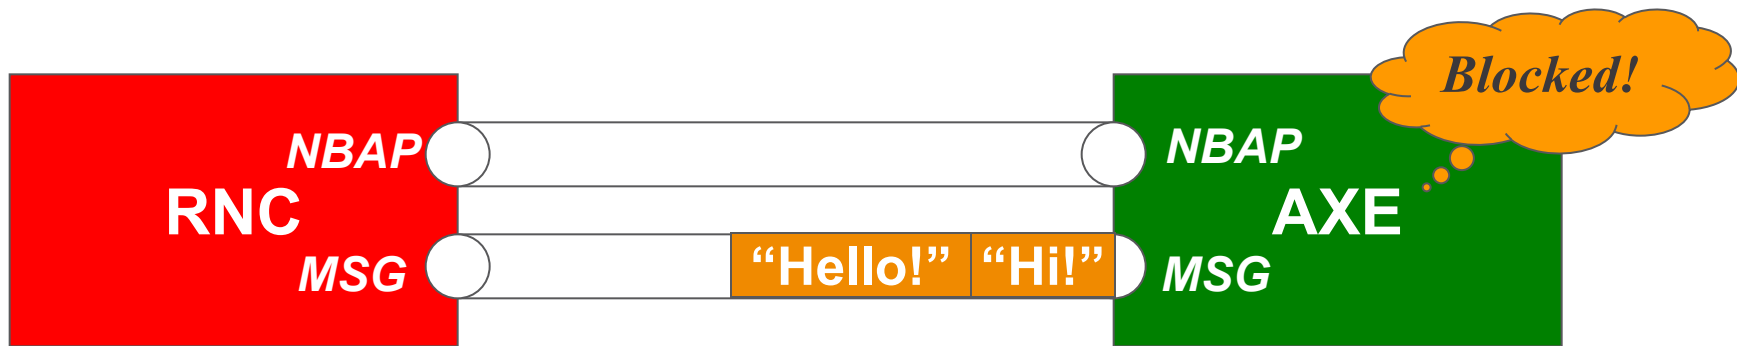 Blocked!
NBAP
NBAP
RNC
AXE
MSG
“Hello!”
“Hi!”
MSG